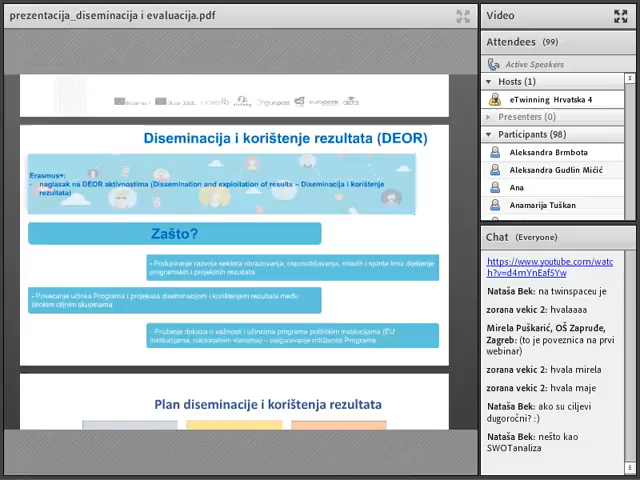 prezentacija_diseminacija i evaluacija.pdf
Diseminacija i korištenje rezultata (DEOR)
Erasmus+:
- naglasak na DEOR aktivnostima (Dissemination and exploitation of results – Diseminacija i korištenje
rezultata)
Zašto?
- Podupiranje razvoja sektora obrazovanja, osposobljavanja, mladih i sporta kroz dijeljenje
programskih i projektnih rezultata
- Povećanje učinka Programa i projekata diseminacijom i korištenjem rezultata među
širokim ciljnim skupinama
- Pružanje dokaza o važnosti i učincima programa političkim institucijama (EU
institucijama, nacionalnim vlastima) – osiguravanje održivosti Programa
Plan diseminacije i korištenja rezultata
Video
Attendees (99)
Active Speakers
Hosts (1)
eTwinning Hrvatska 4
Presenters (0)
Participants (98)
Aleksandra Brmbota
Aleksandra Gudlin Mićić
Ana
Anamarija Tuškan
Chat (Everyone)
https://www.youtube.com/watc
h?v=d4mYnEaf5Yw
Nataša Bek: na twinspaceu je
zorana vekic 2: hvalaaaa
Mirela Puškarić, OŠ Zapruđe,
Zagreb: (to je poveznica na prvi
webinar)
zorana vekic 2: hvala mirela
zorana vekic 2: hvala maje
Nataša Bek: ako su ciljevi
dugoročni? :)
Nataša Bek: nešto kao
SWOTanaliza